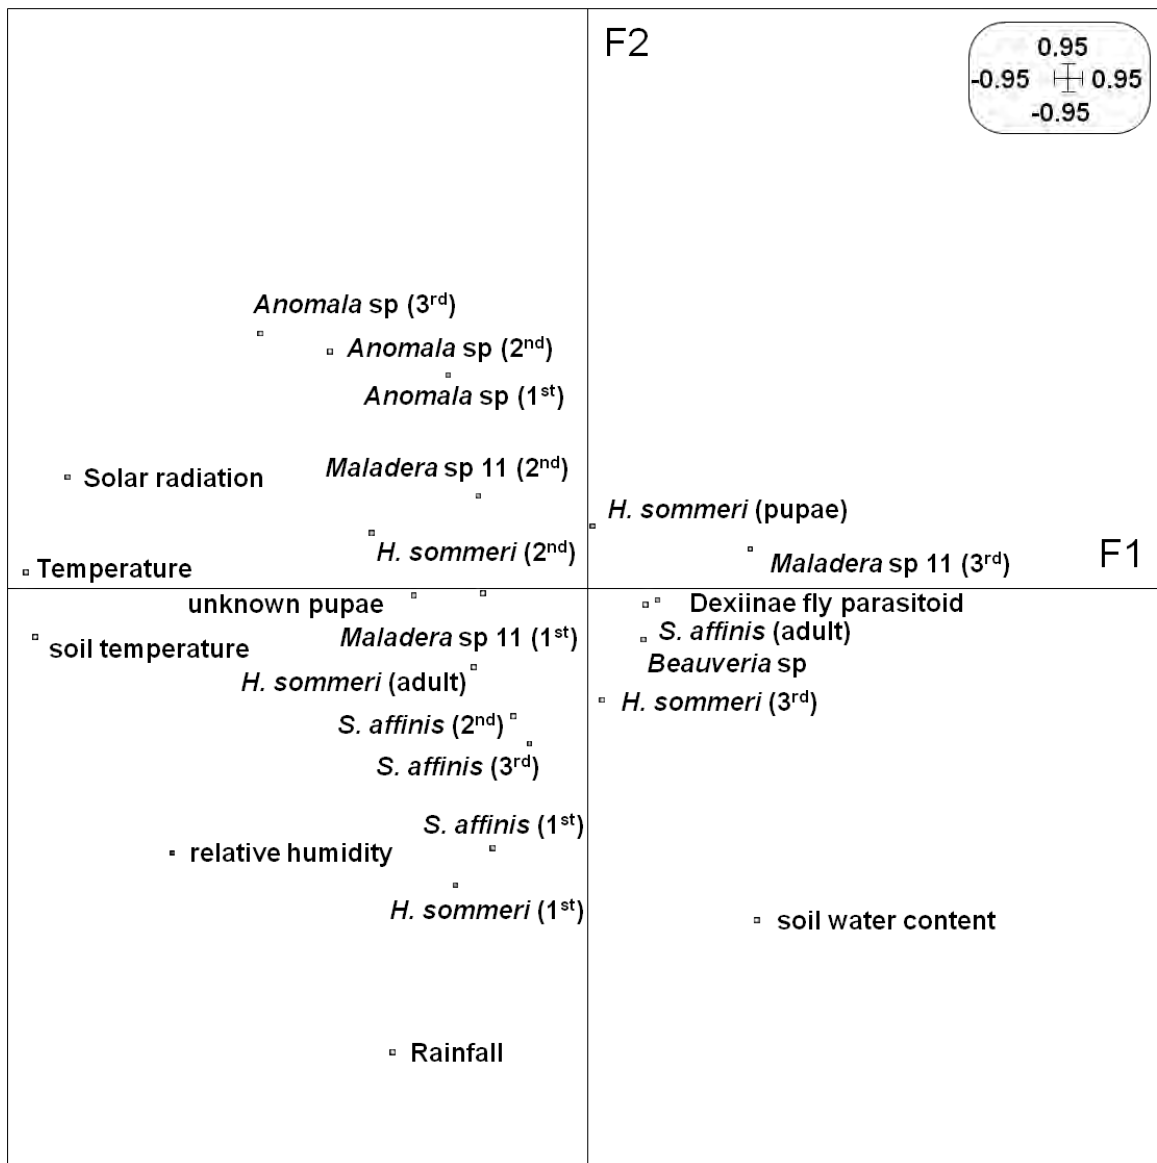 F2
0.95
-0.95 0.95
-0.95
Anomala sp (3rd)
Anomala sp (2nd)
Anomala sp (1st)
Solar radiation
Maladera sp 11 (2nd)
H. sommeri (pupae)
H. sommeri (2nd)
Maladera sp 11 (3rd)
F1
Temperature
unknown pupae
Dexiinae fly parasitoid
soil temperature
Maladera sp 11 (1st)
S. affinis (adult)
Beauveria sp
H. sommeri (adult)
H. sommeri (3rd)
S. affinis (2nd)
S. affinis (3rd)
S. affinis (1st)
relative humidity
H. sommeri (1st)
soil water content
Rainfall